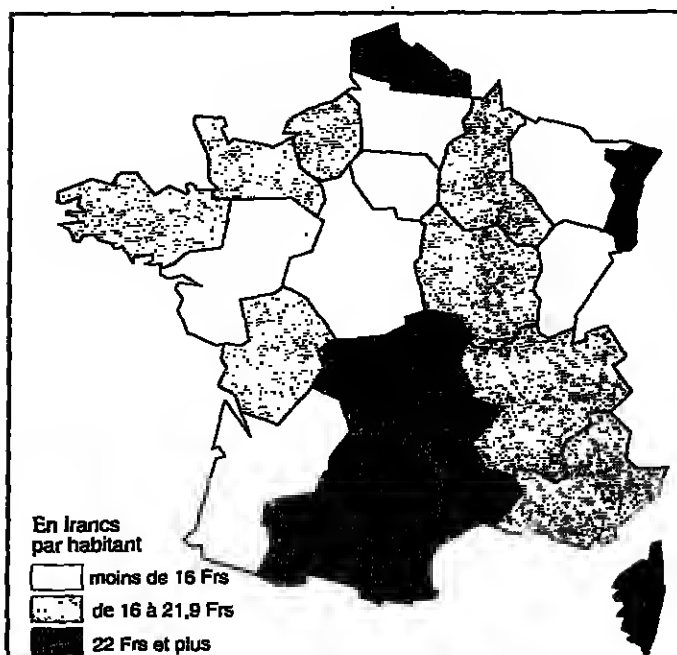 En francs
par habitant
moins de 16 Frs
de 16 à 21,9 Frs
22 Frs et plus